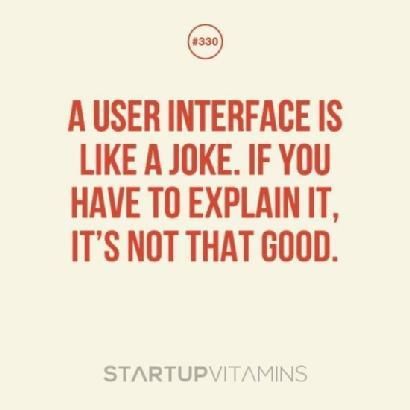 #330
A USER INTERFACE IS
LIKE A JOKE. IF YOU
HAVE TO EXPLAIN IT,
IT'S NOT THAT GOOD.
STARTUPVITAMINS